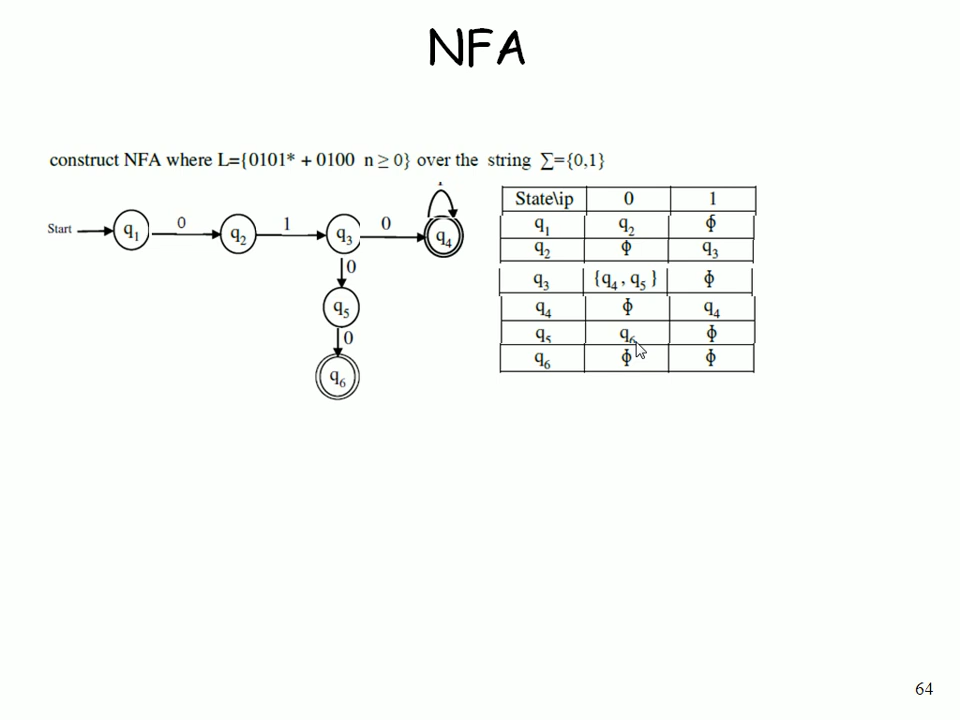 NFA
construct NFA where L={0101* + 0100 n ≥ 0} over the string ∑={0,1}
Start q1 0 q2 1 q3 0 q4
0
q5
0
q6
State\ip 0 1
q1 q2 ϕ
q2 ϕ q3
q3 {q4 , q5 } ϕ
q4 ϕ q4
q5 q6 ϕ
q6 ϕ ϕ
64